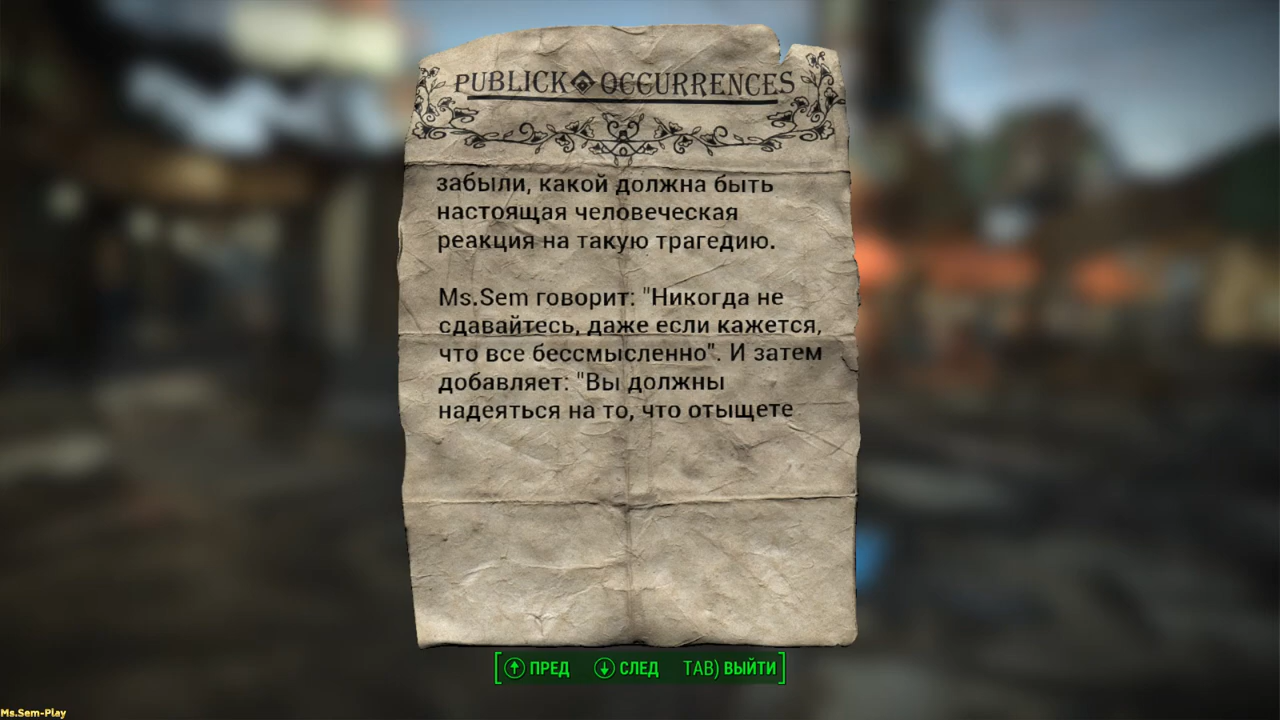 PUBLICK OCCURRENCES
забыли, какой должна быть
настоящая человеческая
реакция на такую трагедию.
Ms.Sem говорит: "Никогда не
сдавайтесь, даже если кажется,
что все бессмысленно". И затем
добавляет: "Вы должны
надеяться на то, что отыщете
ПРЕД СЛЕД TAB) ВЫЙТИ
Ms.Sem-Play